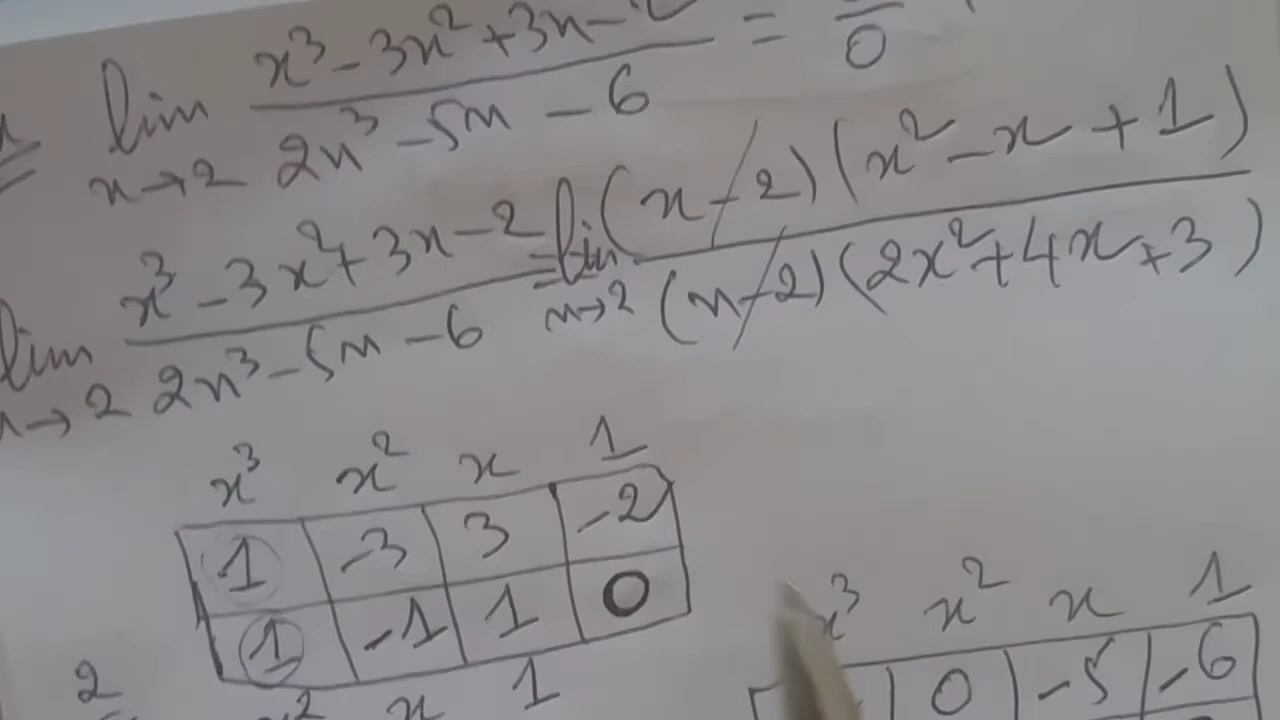 lim x³-3x²+3x-2 / 2x³-5x-6 = 0/0
x→2
lim x³-3x²+3x-2 / 2x³-5x-6 = lim (x-2)(x²-x+1) / (x-2)(2x²+4x+3)
x→2 x→2
x³ x² x 1
1 -3 3 -2
1 -1 1 0
2 x² x 1
x³ x² x 1
0 -5 -6